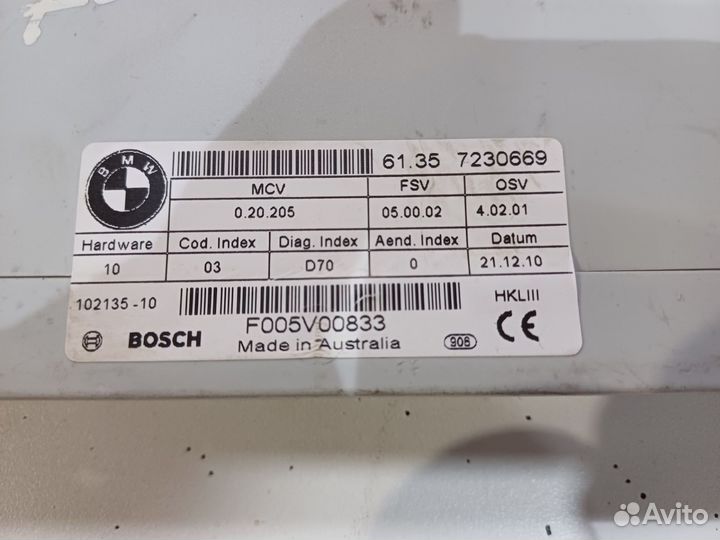 BMW
61.35 7230669
MCV FSV OSV
0.20.205 05.00.02 4.02.01
Hardware Cod. Index Diag. Index Aend. Index Datum
10 03 D70 0 21.12.10
102135-10 HKLIII
F005V00833
BOSCH Made in Australia 906 CE
Avito